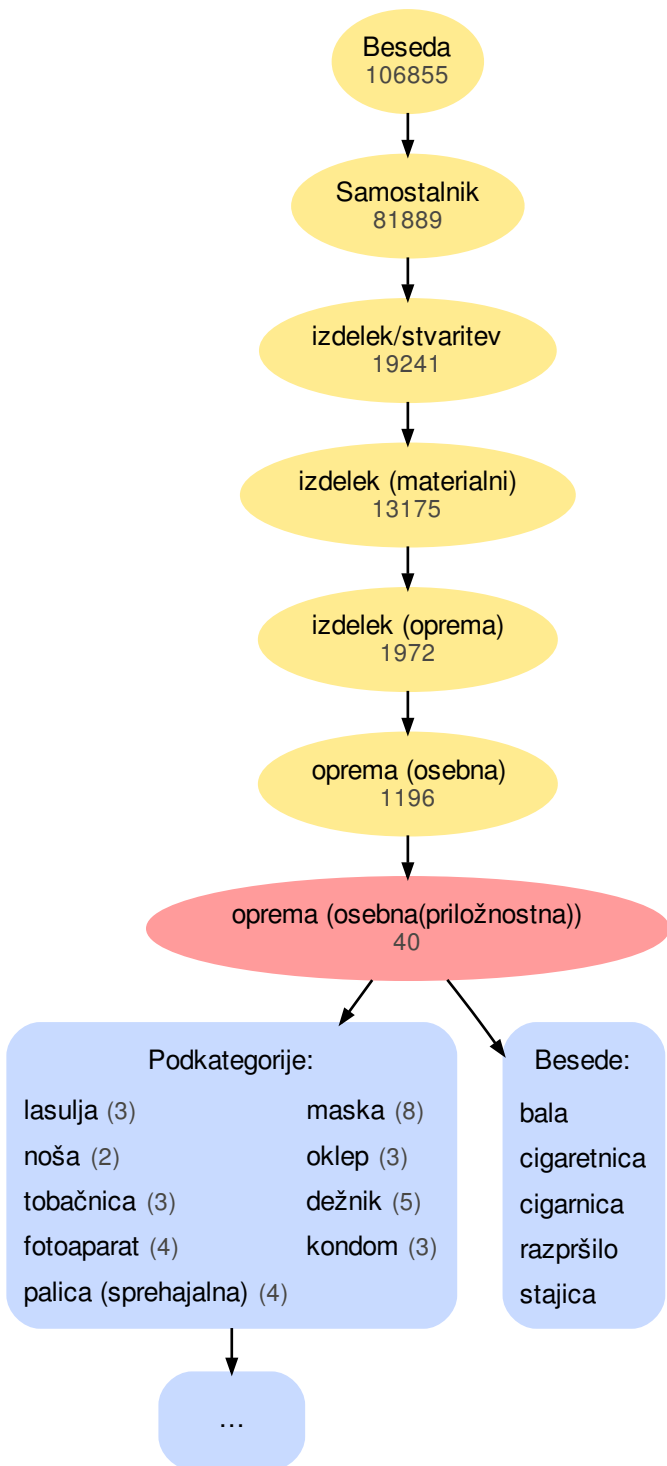 Beseda
106855
Samostalnik
81889
izdelek/stvaritev
19241
izdelek (materialni)
13175
izdelek (oprema)
1972
oprema (osebna)
1196
oprema (osebna(priložnostna))
40
Podkategorije:
lasulja (3) maska (8)
noša (2) oklep (3)
tobačnica (3) dežnik (5)
fotoaparat (4) kondom (3)
palica (sprehajalna) (4)
Besede:
bala
cigaretnica
cigarnica
razpršilo
stajica
...